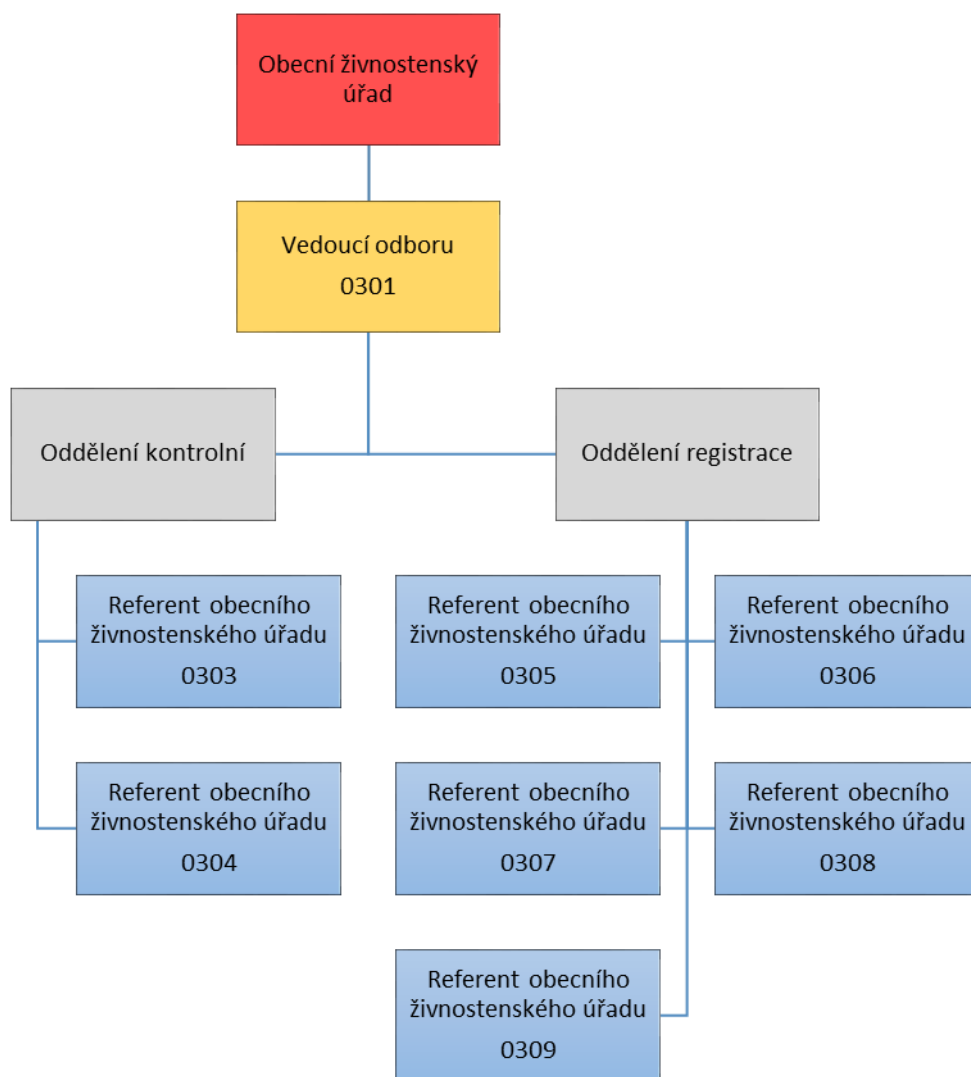 Obecní živnostenský
úřad
Vedoucí odboru
0301
Oddělení kontrolní
Oddělení registrace
Referent obecního
živnostenského úřadu
0303
Referent obecního
živnostenského úřadu
0305
Referent obecního
živnostenského úřadu
0306
Referent obecního
živnostenského úřadu
0304
Referent obecního
živnostenského úřadu
0307
Referent obecního
živnostenského úřadu
0308
Referent obecního
živnostenského úřadu
0309